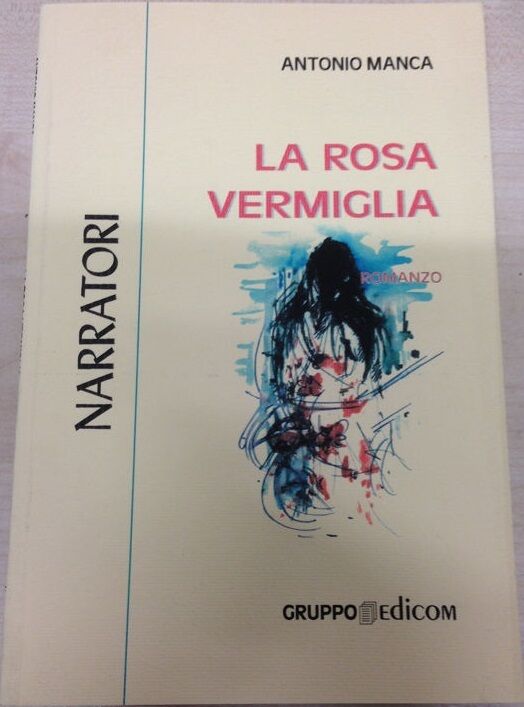 ANTONIO MANCA
LA ROSA
VERMIGLIA
ROMANZO
NARRATORI
GRUPPO EDICOM